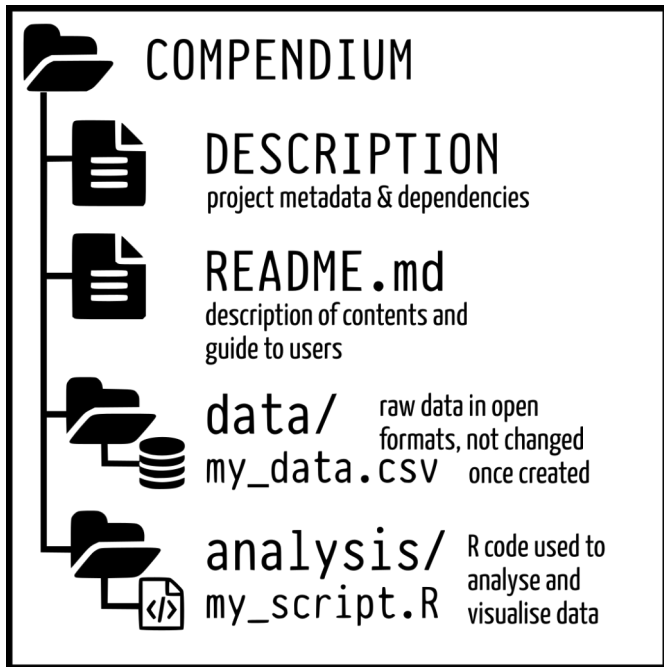 COMPENDIUM
DESCRIPTION
project metadata & dependencies
README.md
description of contents and
guide to users
data/
my_data.csv
raw data in open
formats, not changed
once created
analysis/
my_script.R
R code used to
analyse and
visualise data